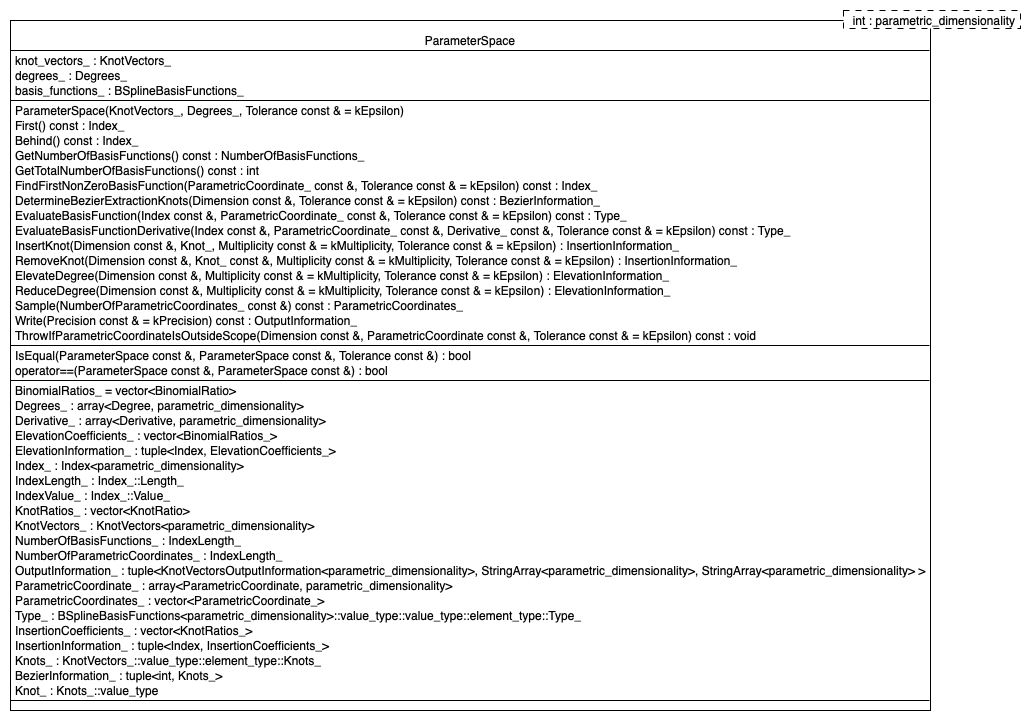 int : parametric_dimensionality
ParameterSpace
knot_vectors_ : KnotVectors_
degrees_ : Degrees_
basis_functions_ : BSplineBasisFunctions_
ParameterSpace(KnotVectors_, Degrees_, Tolerance const & = kEpsilon)
First() const : Index_
Behind() const : Index_
GetNumberOfBasisFunctions() const : NumberOfBasisFunctions_
GetTotalNumberOfBasisFunctions() const : int
FindFirstNonZeroBasisFunction(ParametricCoordinate_ const &, Tolerance const & = kEpsilon) const : Index_
DetermineBezierExtractionKnots(Dimension const &, Tolerance const & = kEpsilon) const : BezierInformation_
EvaluateBasisFunction(Index const &, ParametricCoordinate_ const &, Tolerance const & = kEpsilon) const : Type_
EvaluateBasisFunctionDerivative(Index const &, ParametricCoordinate_ const &, Derivative_ const &, Tolerance const & = kEpsilon) const : Type_
InsertKnot(Dimension const &, Knot_, Multiplicity const & = kMultiplicity, Tolerance const & = kEpsilon) : InsertionInformation_
RemoveKnot(Dimension const &, Knot_ const &, Multiplicity const & = kMultiplicity, Tolerance const & = kEpsilon) : InsertionInformation_
ElevateDegree(Dimension const &, Multiplicity const & = kMultiplicity, Tolerance const & = kEpsilon) : ElevationInformation_
ReduceDegree(Dimension const &, Multiplicity const & = kMultiplicity, Tolerance const & = kEpsilon) : ElevationInformation_
Sample(NumberOfParametricCoordinates_ const &) const : ParametricCoordinates_
Write(Precision const & = kPrecision) const : OutputInformation_
ThrowIfParametricCoordinateIsOutsideScope(Dimension const &, ParametricCoordinate const &, Tolerance const & = kEpsilon) const : void
IsEqual(ParameterSpace const &, ParameterSpace const &, Tolerance const &) : bool
operator==(ParameterSpace const &, ParameterSpace const &) : bool
BinomialRatios_ = vector<BinomialRatio>
Degrees_ : array<Degree, parametric_dimensionality>
Derivative_ : array<Derivative, parametric_dimensionality>
ElevationCoefficients_ : vector<BinomialRatios_>
ElevationInformation_ : tuple<Index, ElevationCoefficients_>
Index_ : Index<parametric_dimensionality>
IndexLength_ : Index_::Length_
IndexValue_ : Index_::Value_
KnotRatios_ : vector<KnotRatio>
KnotVectors_ : KnotVectors<parametric_dimensionality>
NumberOfBasisFunctions_ : IndexLength_
NumberOfParametricCoordinates_ : IndexLength_
OutputInformation_ : tuple<KnotVectorsOutputInformation<parametric_dimensionality>, StringArray<parametric_dimensionality>, StringArray<parametric_dimensionality> >
ParametricCoordinate_ : array<ParametricCoordinate, parametric_dimensionality>
ParametricCoordinates_ : vector<ParametricCoordinate_>
Type_ : BSplineBasisFunctions<parametric_dimensionality>::value_type::value_type::element_type::Type_
InsertionCoefficients_ : vector<KnotRatios_>
InsertionInformation_ : tuple<Index, InsertionCoefficients_>
Knots_ : KnotVectors_::value_type::element_type::Knots_
BezierInformation_ : tuple<int, Knots_>
Knot_ : Knots_::value_type